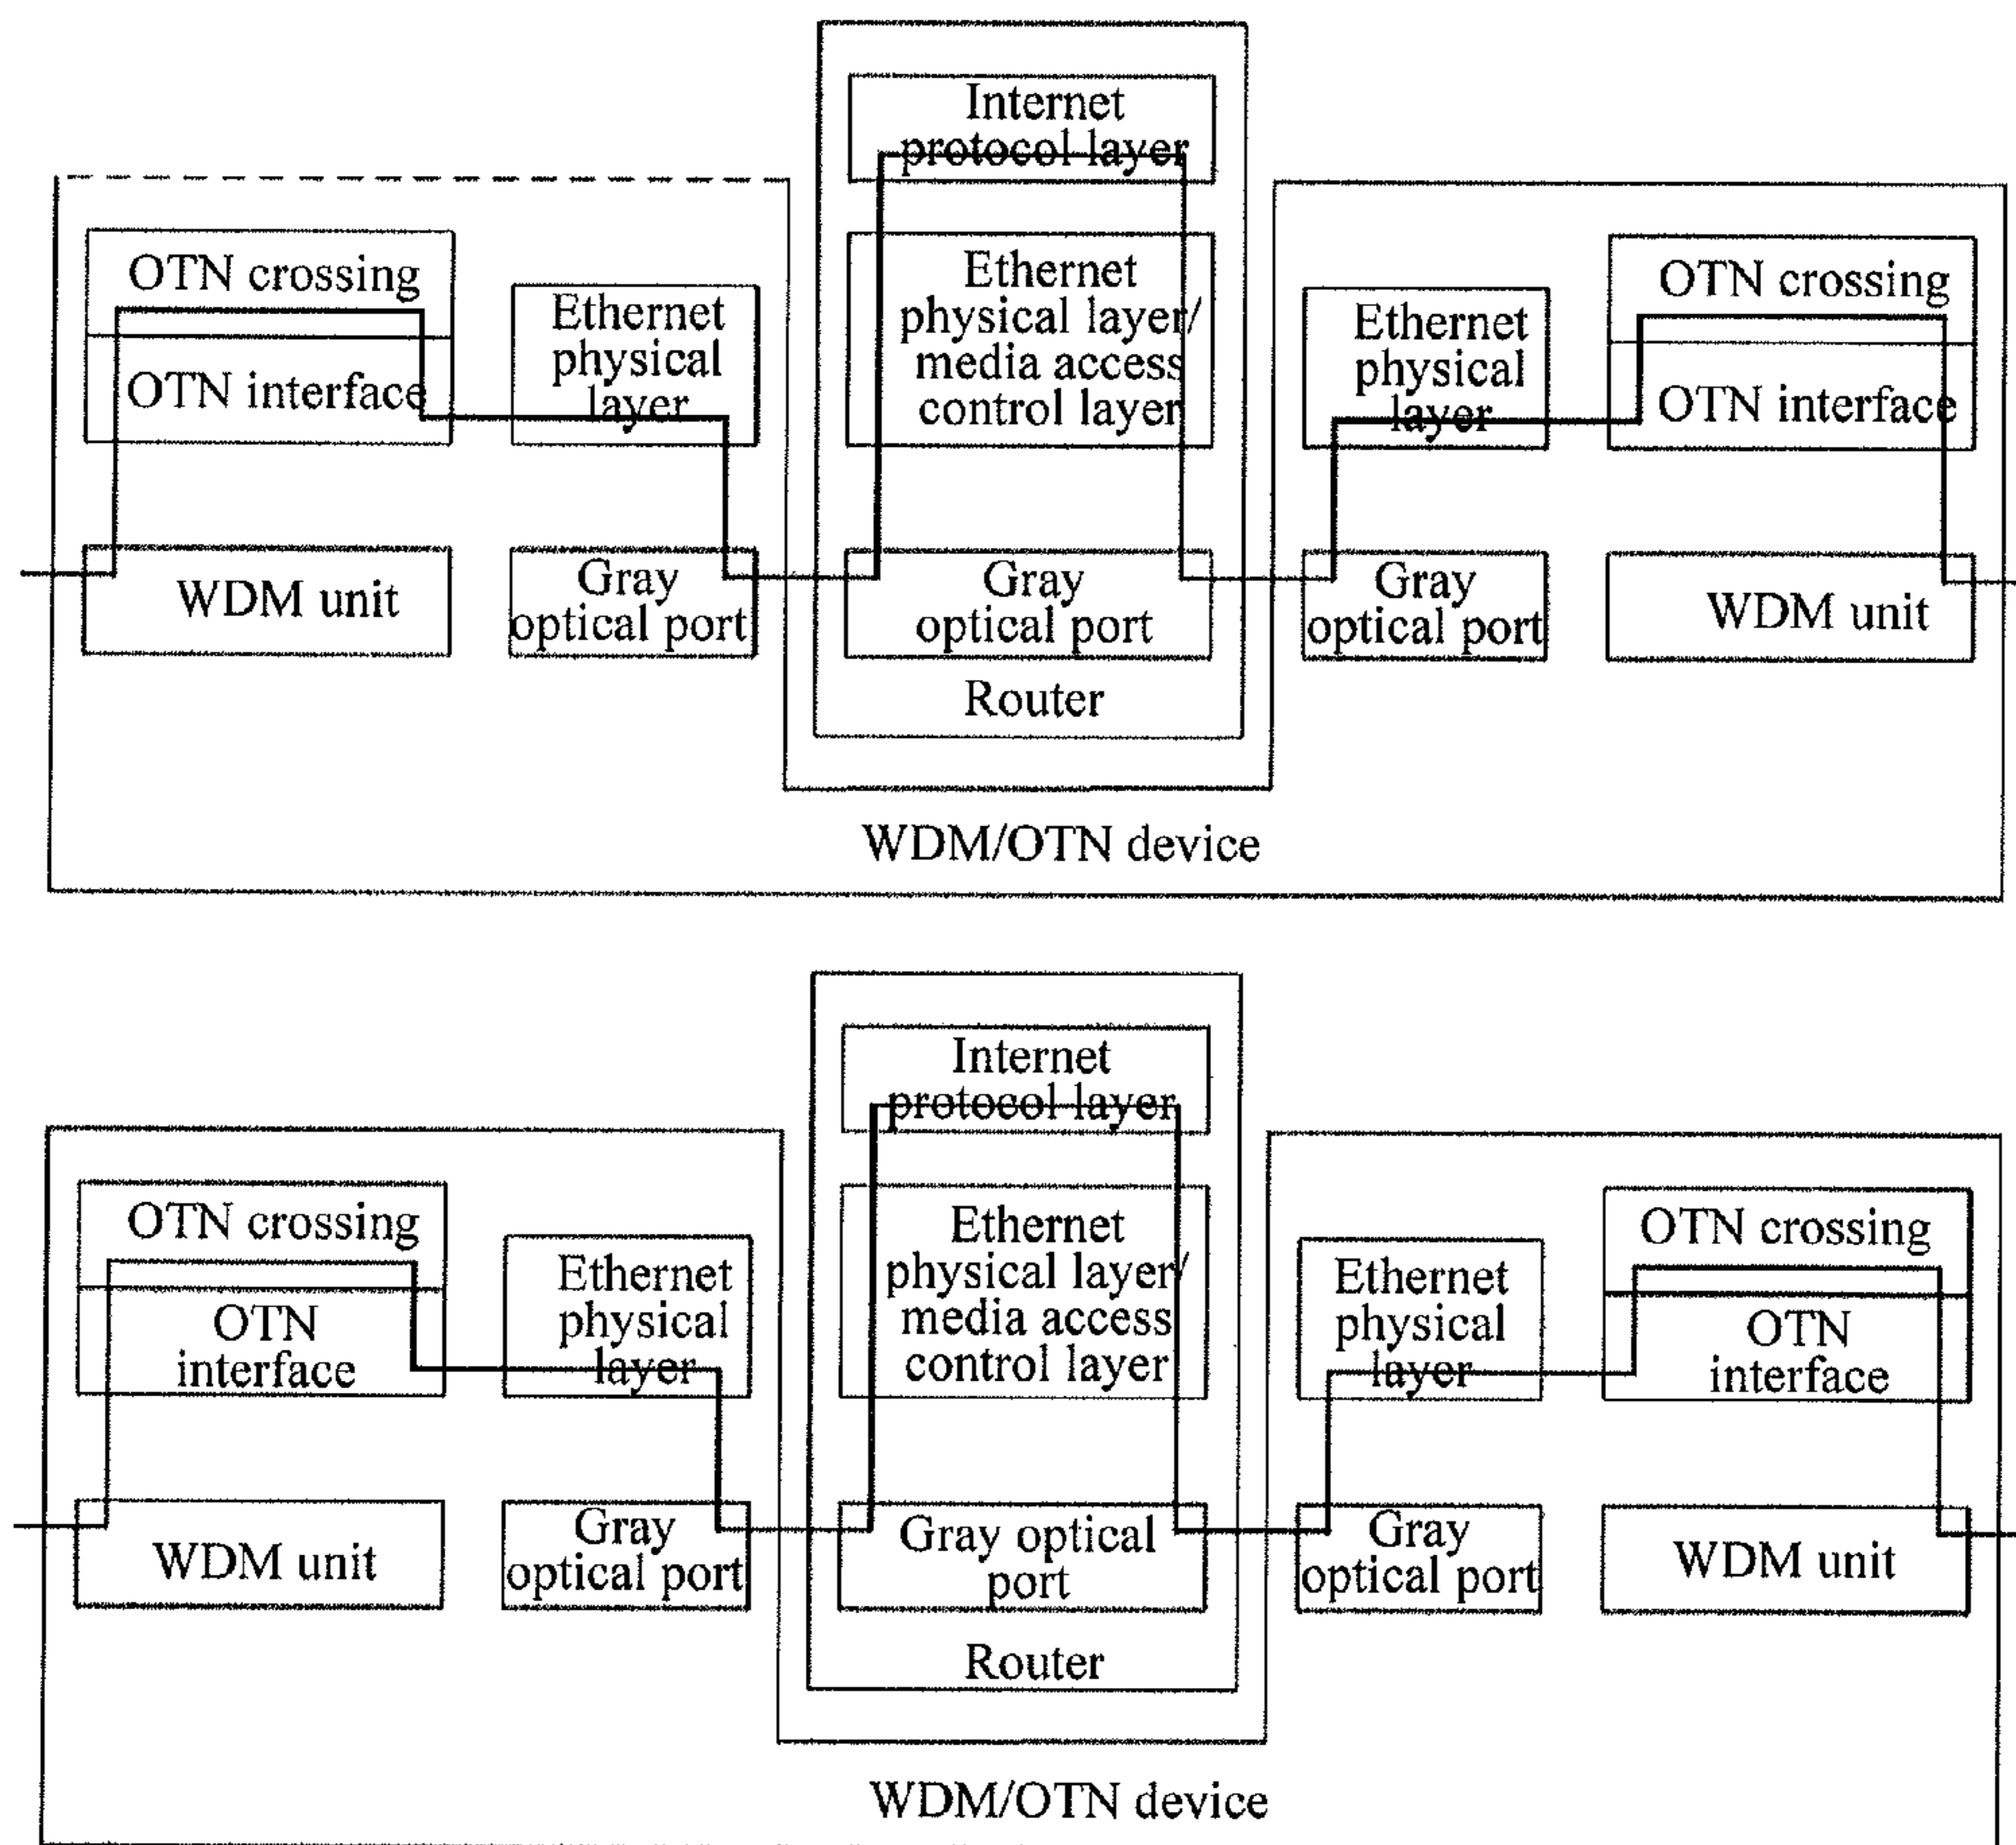 Internet
protocol layer
OTN crossing
OTN interface
Ethernet
physical
layer
Ethernet
physical layer/
media access
control layer
Ethernet
physical
layer
OTN crossing
OTN interface
WDM unit
Gray
optical port
Gray
optical port
Gray
optical port
WDM unit
Router
WDM/OTN device
Internet
protocol layer
OTN crossing
OTN
interface
Ethernet
physical
layer
Ethernet
physical layer/
media access
control layer
Ethernet
physical
layer
OTN crossing
OTN
interface
WDM unit
Gray
optical port
Gray optical
port
Gray
optical port
WDM unit
Router
WDM/OTN device